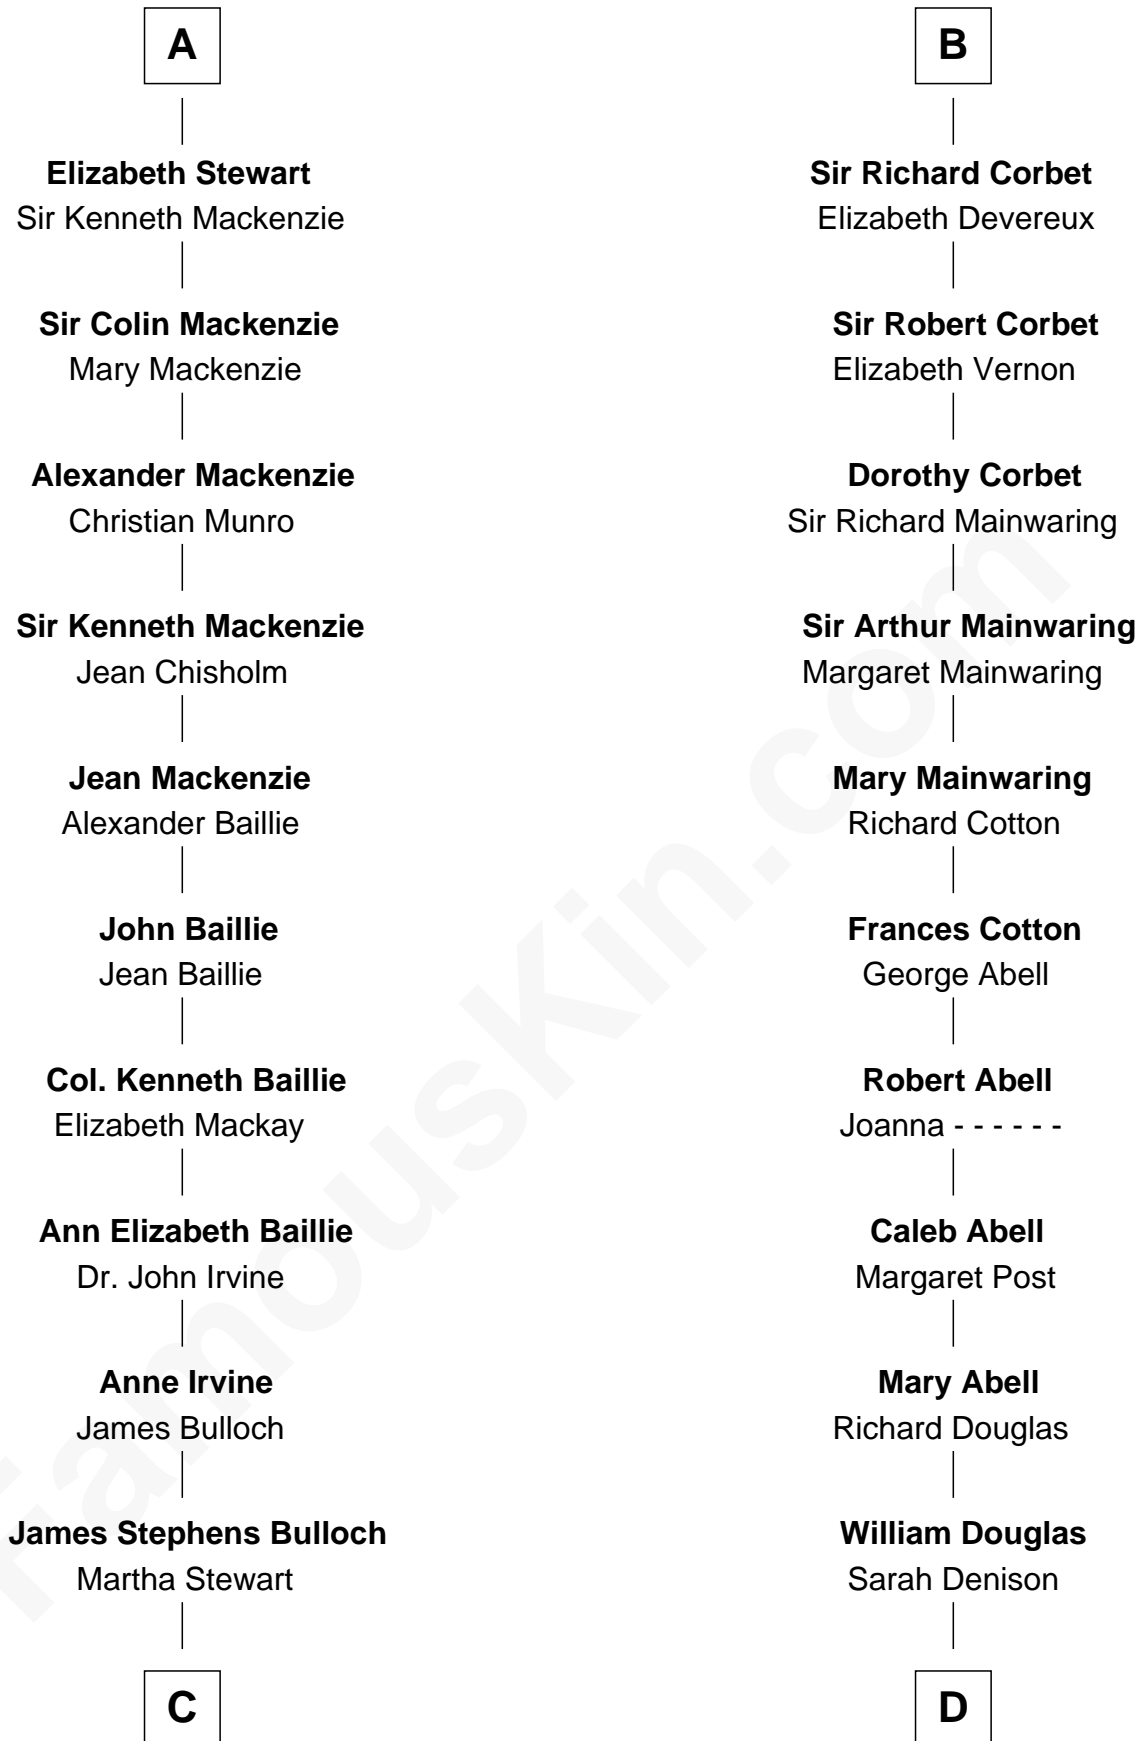 A
Elizabeth Stewart
Sir Kenneth Mackenzie
Sir Colin Mackenzie
Mary Mackenzie
Alexander Mackenzie
Christian Munro
Sir Kenneth Mackenzie
Jean Chisholm
Jean Mackenzie
Alexander Baillie
John Baillie
Jean Baillie
Col. Kenneth Baillie
Elizabeth Mackay
Ann Elizabeth Baillie
Dr. John Irvine
Anne Irvine
James Bulloch
James Stephens Bulloch
Martha Stewart
C
B
Sir Richard Corbet
Elizabeth Devereux
Sir Robert Corbet
Elizabeth Vernon
Dorothy Corbet
Sir Richard Mainwaring
Sir Arthur Mainwaring
Margaret Mainwaring
Mary Mainwaring
Richard Cotton
Frances Cotton
George Abell
Robert Abell
Joanna - - - - - -
Caleb Abell
Margaret Post
Mary Abell
Richard Douglas
William Douglas
Sarah Denison
D
FamousKin.com